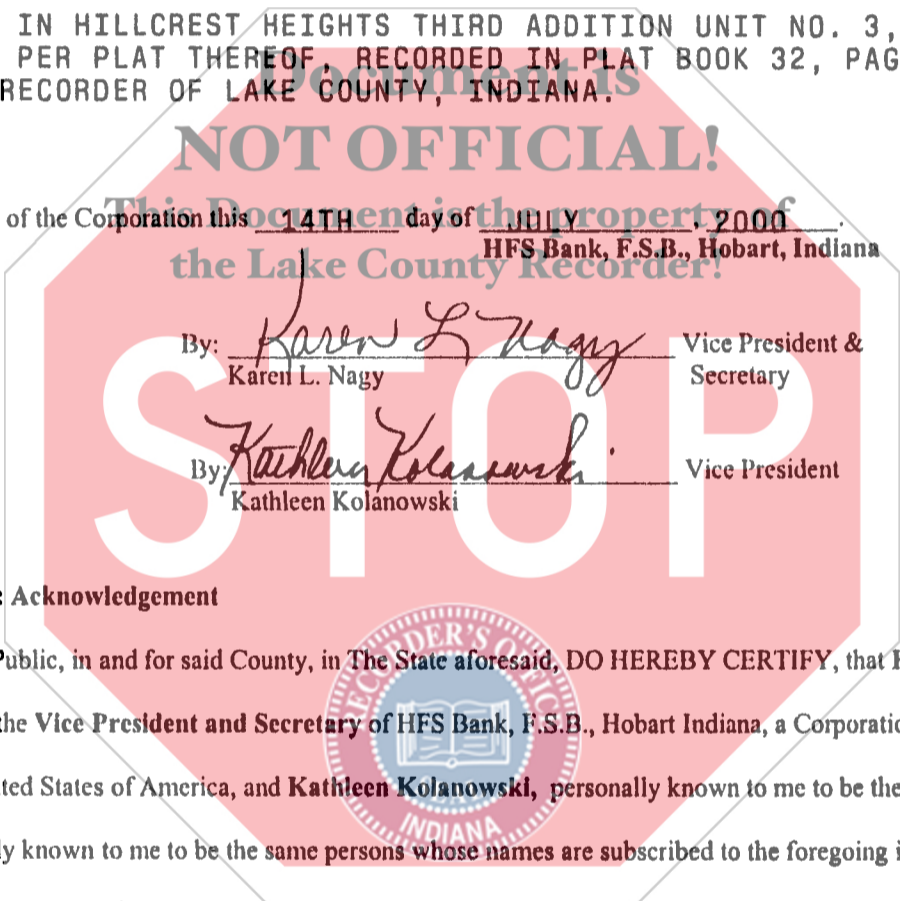 IN HILLCREST HEIGHTS THIRD ADDITION UNIT NO. 3,
PER PLAT THEREOF, RECORDED IN PLAT BOOK 32, PAG
RECORDER OF LAKE COUNTY, INDIANA.
Document is
NOT OFFICIAL!
This Document is the property of
the Lake County Recorder!
of the Corporation this 14TH day of JULY, 2000.
HFS Bank, F.S.B., Hobart, Indiana
By: Karen L Nagy Vice President &
Karen L. Nagy Secretary
By: Kathleen Kolanowski Vice President
Kathleen Kolanowski
STOP
: Acknowledgement
Public, in and for said County, in The State aforesaid, DO HEREBY CERTIFY, that
the Vice President and Secretary of HFS Bank, F.S.B., Hobart Indiana, a Corporatio
ted States of America, and Kathleen Kolanowski, personally known to me to be the
ly known to me to be the same persons whose names are subscribed to the foregoing i
RECORDER'S OFFICE
INDIANA